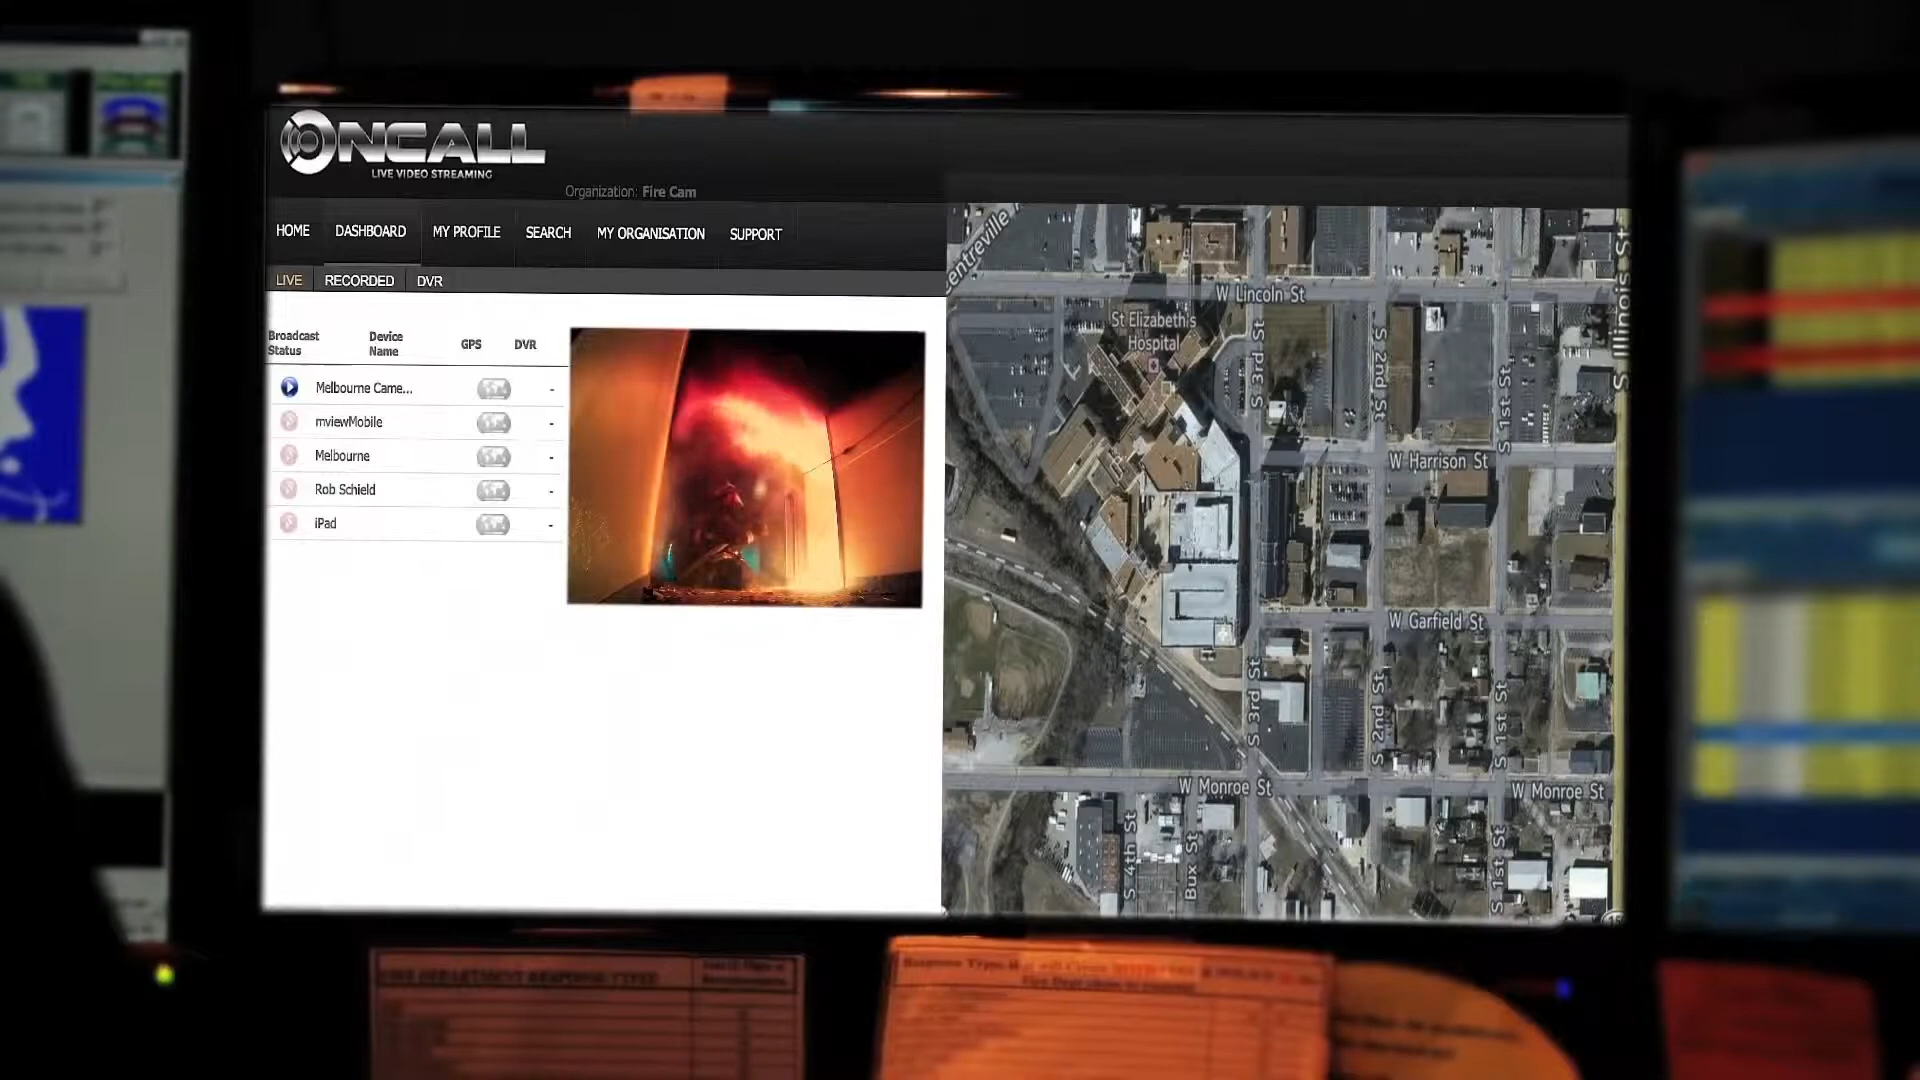 ONCALL
LIVE VIDEO STREAMING
Organization: Fire Cam
HOME DASHBOARD MY PROFILE SEARCH MY ORGANISATION SUPPORT
LIVE RECORDED DVR
Broadcast Status Device Name GPS DVR
Melbourne Came... -
mviewMobile -
Melbourne -
Rob Schield -
iPad -
Centreville
W Lincoln St
St Elizabeth's
Hospital
S 3rd St
S 2nd St
S 1st St
S Illinois St
W Harrison St
W Garfield St
S 3rd St
S 2nd St
S 1st St
W Monroe St
W Monroe St
S 4th St
Bux St
S 1st St
15